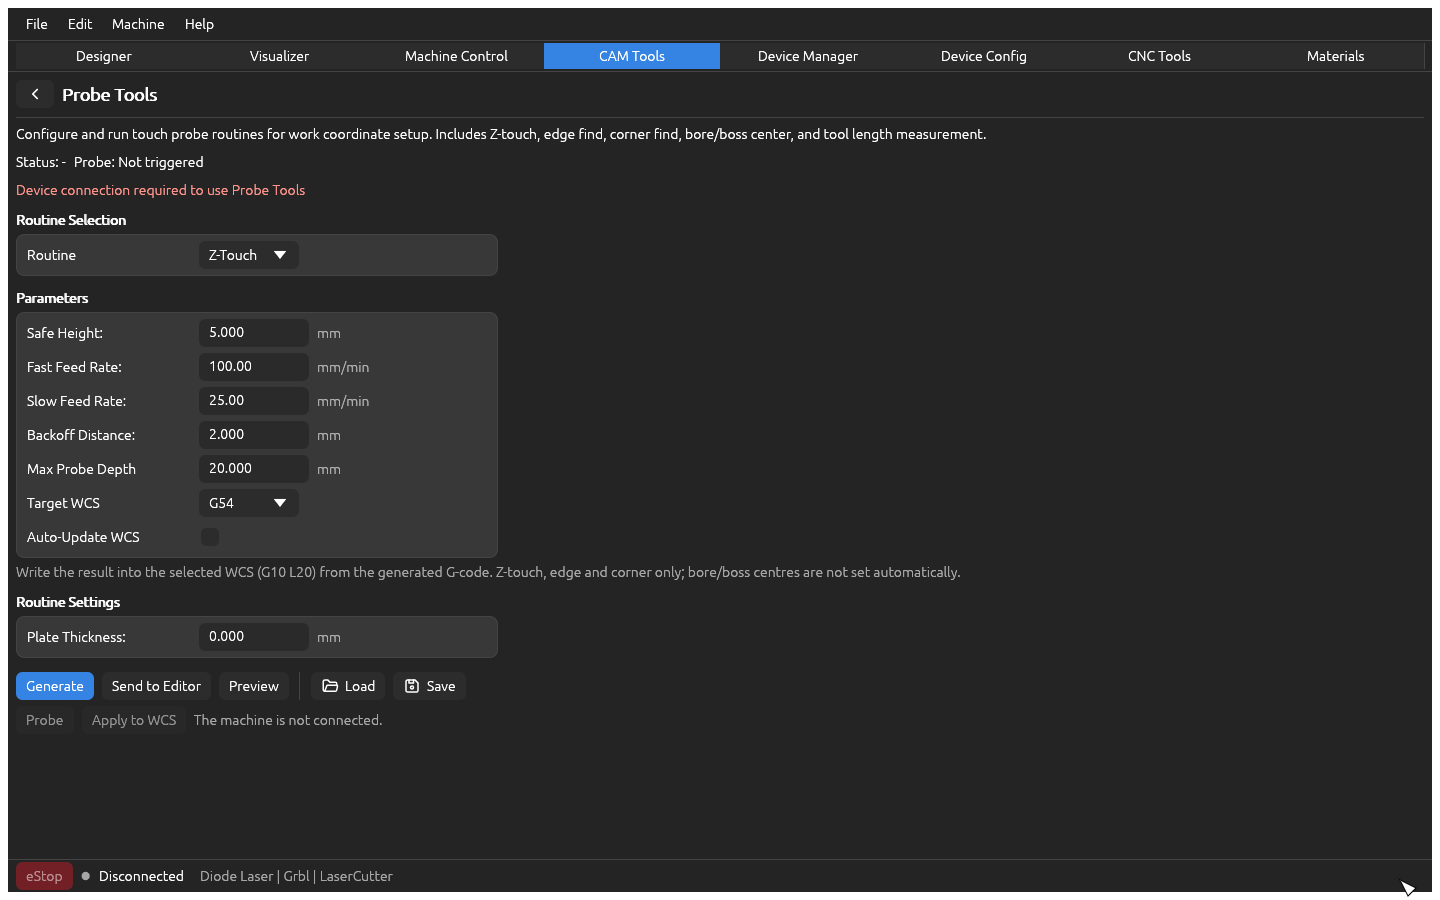 File Edit Machine Help
Designer Visualizer Machine Control CAM Tools Device Manager Device Config CNC Tools Materials
Probe Tools
Configure and run touch probe routines for work coordinate setup. Includes Z-touch, edge find, corner find, bore/boss center, and tool length measurement.
Status: - Probe: Not triggered
Device connection required to use Probe Tools
Routine Selection
Routine Z-Touch
Parameters
Safe Height: 5.000 mm
Fast Feed Rate: 100.00 mm/min
Slow Feed Rate: 25.00 mm/min
Backoff Distance: 2.000 mm
Max Probe Depth 20.000 mm
Target WCS G54
Auto-Update WCS
Write the result into the selected WCS (G10 L20) from the generated G-code. Z-touch, edge and corner only; bore/boss centres are not set automatically.
Routine Settings
Plate Thickness: 0.000 mm
Generate Send to Editor Preview Load Save
Probe Apply to WCS The machine is not connected.
eStop Disconnected Diode Laser | Grbl | LaserCutter